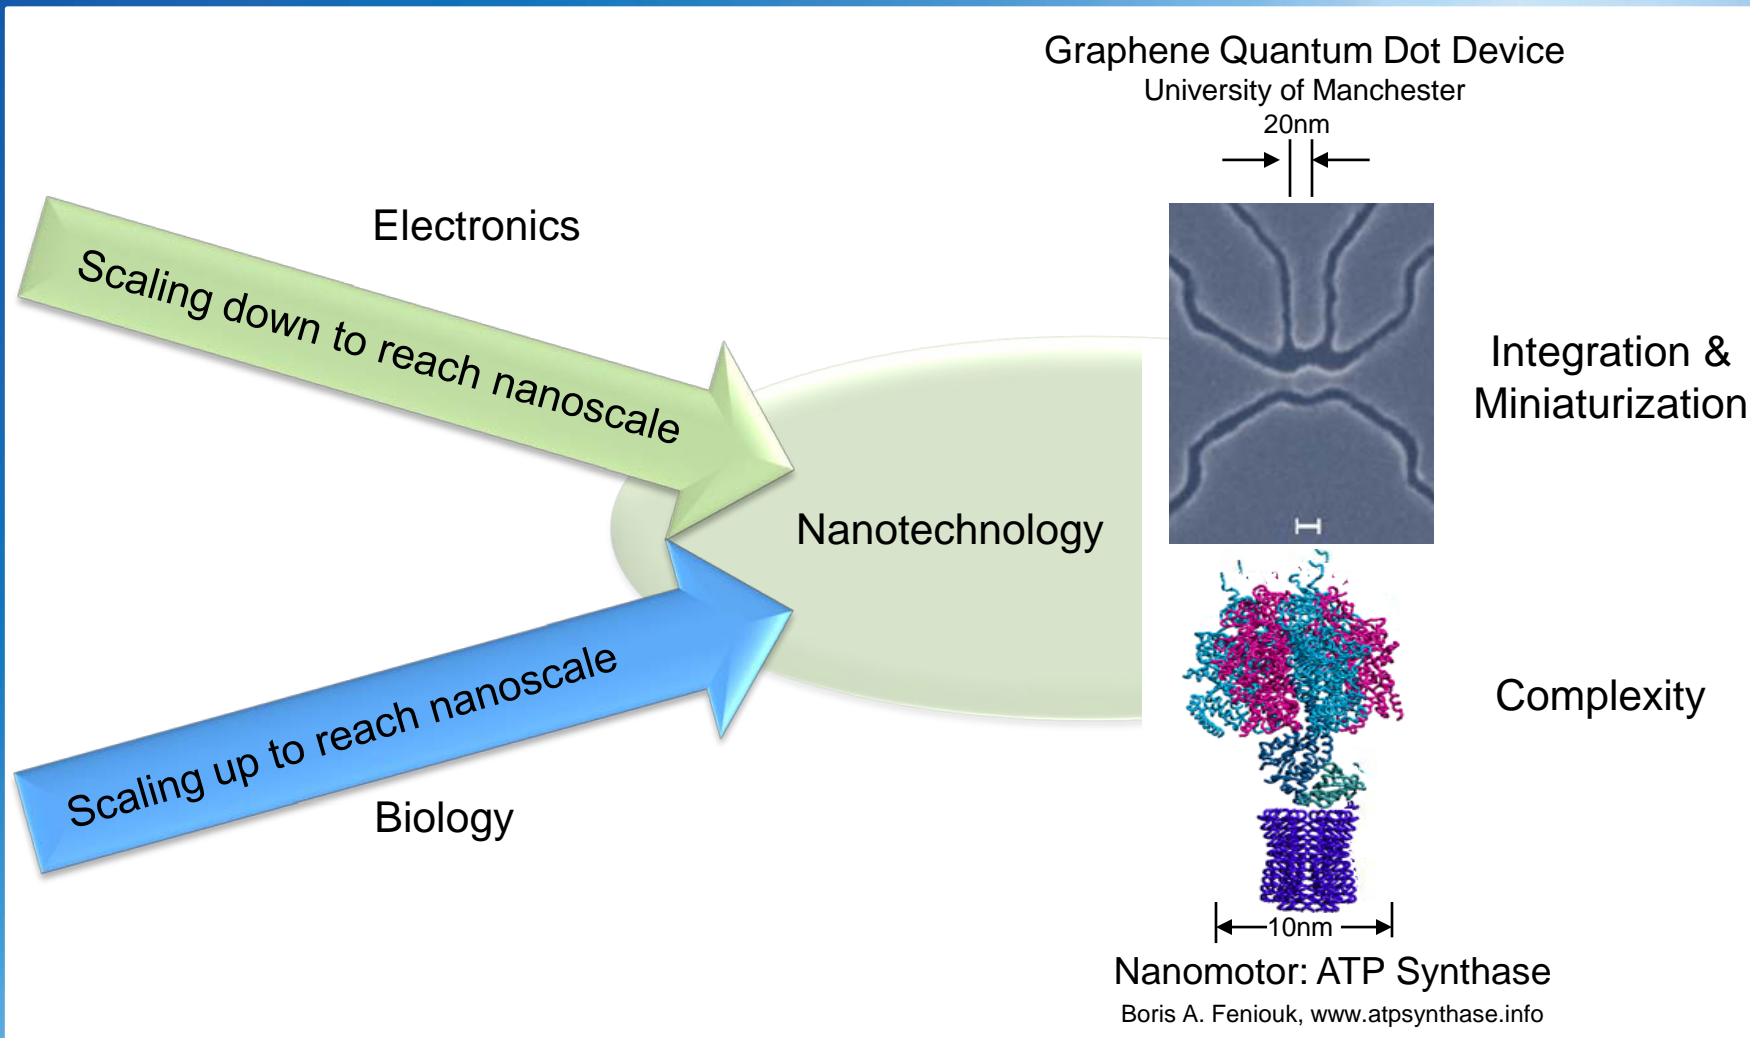 Graphene Quantum Dot Device
University of Manchester
20nm
Electronics
Scaling down to reach nanoscale
Integration &
Miniaturization
Nanotechnology
Scaling up to reach nanoscale
Complexity
Biology
10nm
Nanomotor: ATP Synthase
Boris A. Feniouk, www.atpsynthase.info